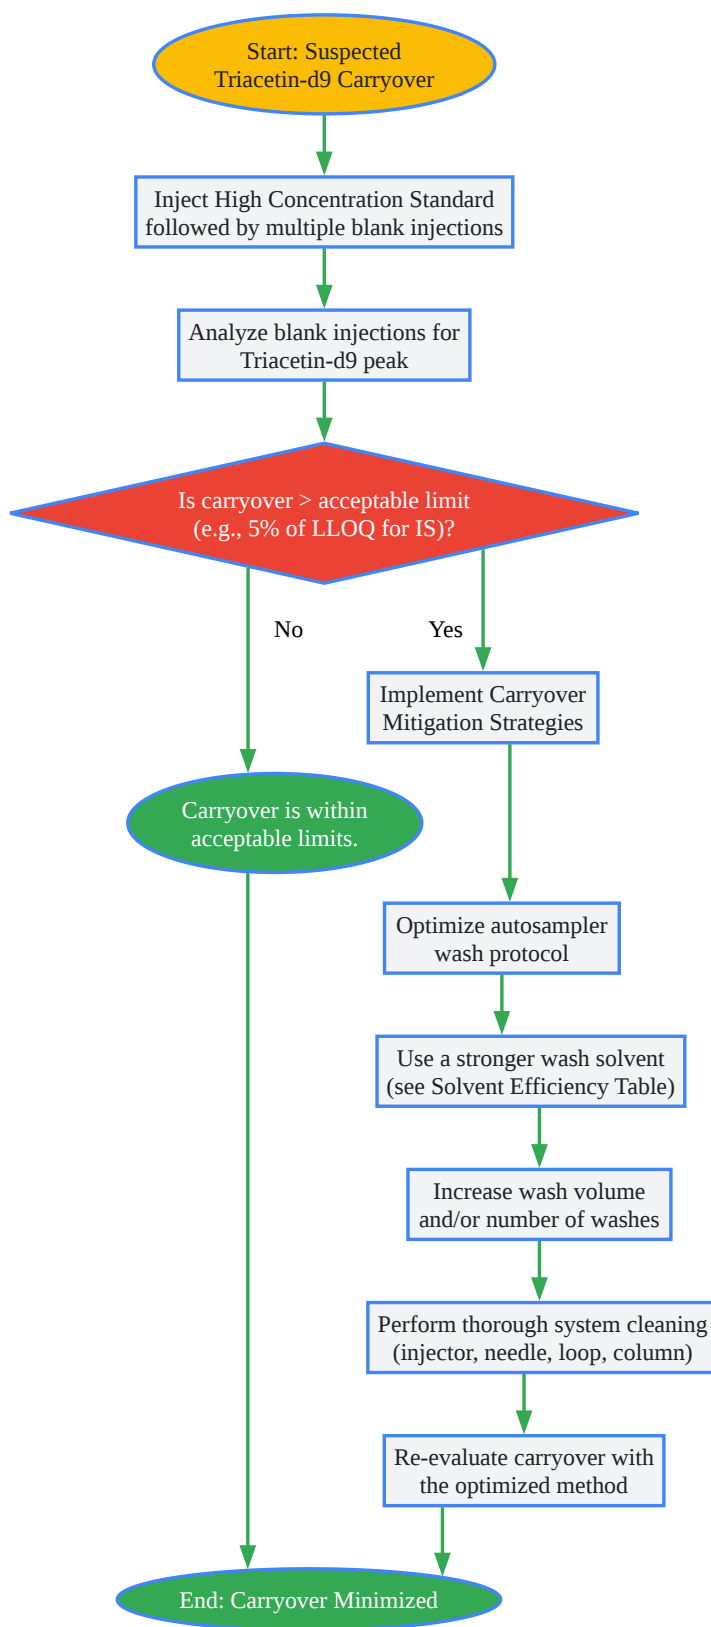 Start: Suspected
Triacetin-d9 Carryover
Inject High Concentration Standard
followed by multiple blank injections
Analyze blank injections for
Triacetin-d9 peak
Is carryover > acceptable limit
(e.g., 5% of LLOQ for IS)?
No
Yes
Implement Carryover
Mitigation Strategies
Carryover is within
acceptable limits.
Optimize autosampler
wash protocol
Use a stronger wash solvent
(see Solvent Efficiency Table)
Increase wash volume
and/or number of washes
Perform thorough system cleaning
(injector, needle, loop, column)
Re-evaluate carryover with
the optimized method
End: Carryover Minimized